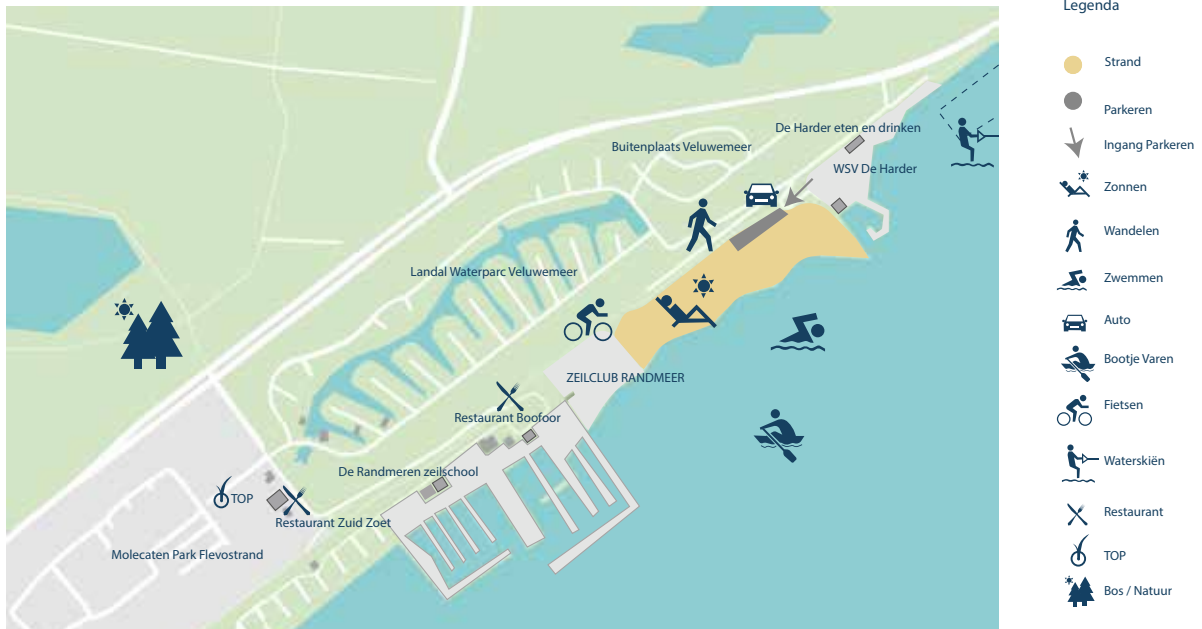 De Harder eten en drinken
Buitenplaats Veluwemeer
WSV De Harder
Landal Waterparc Veluwemeer
ZEILCLUB RANDMEER
Restaurant Boofoor
De Randmeren zeilschool
TOP
Restaurant Zuid Zoet
Molecaten Park Flevostrand
Legenda
Strand
Parkeren
Ingang Parkeren
Zonnen
Wandelen
Zwemmen
Auto
Bootje Varen
Fietsen
Waterskiën
Restaurant
TOP
Bos / Natuur